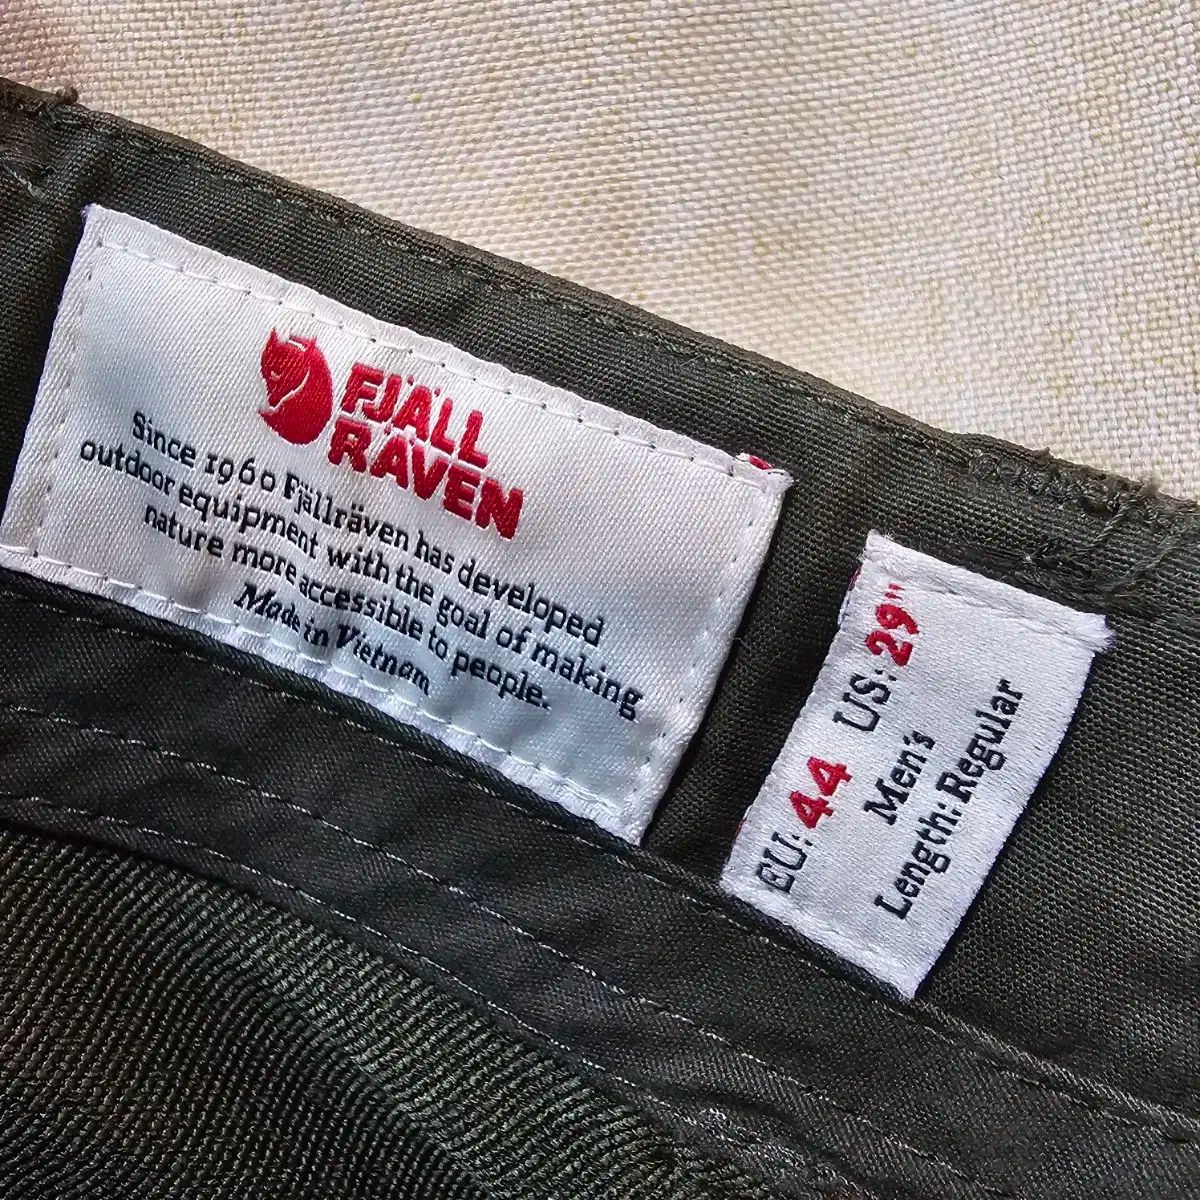 FJÄLL
RÄVEN
Since 1960 Fjällräven has developed
outdoor equipment with the goal of making
nature more accessible to people.
Made in Vietnam
EU: 44 US: 29"
Men's
Length: Regular